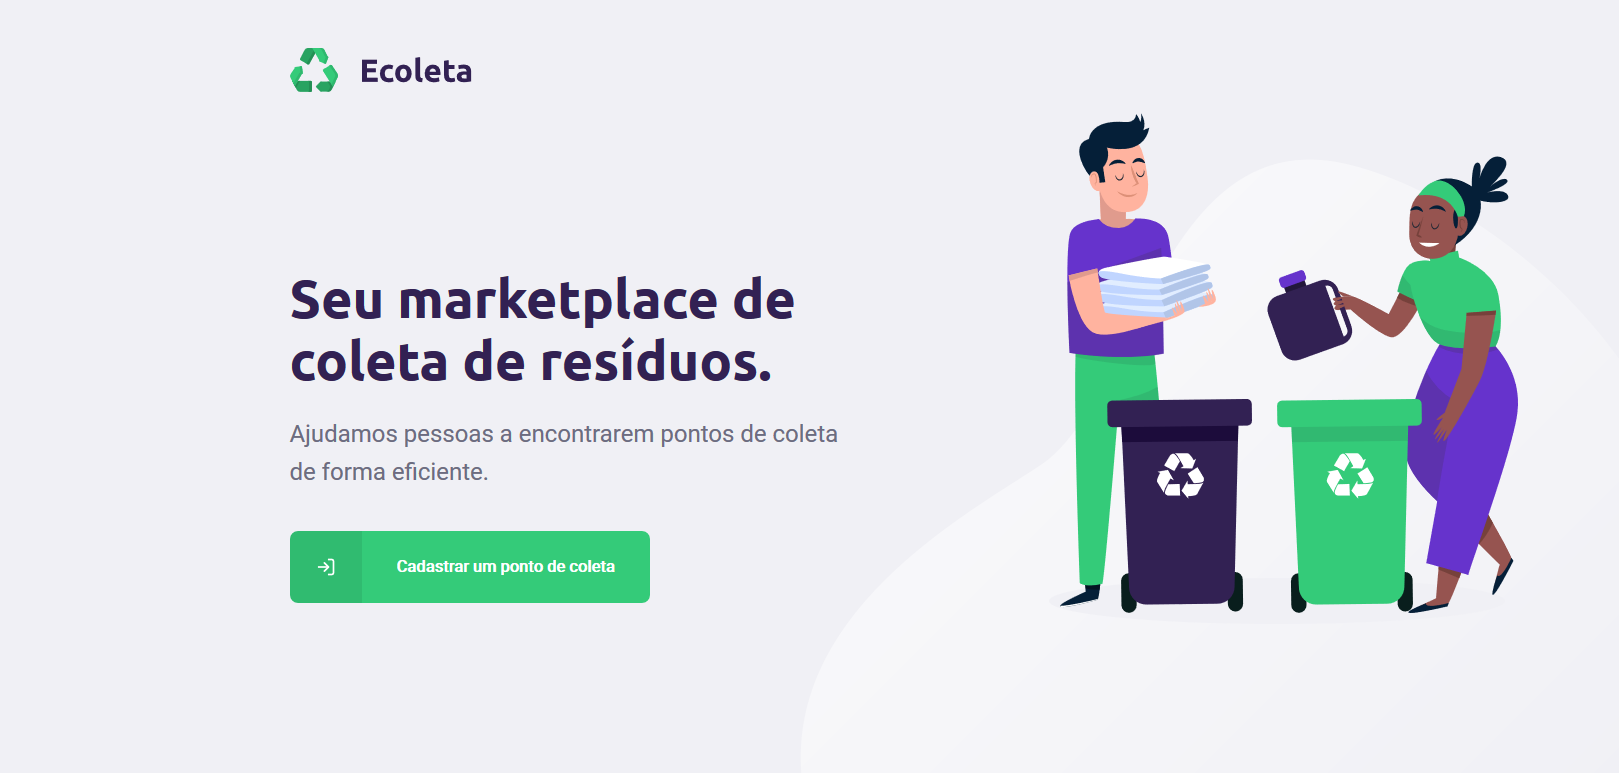 Ecoleta
Seu marketplace de
coleta de resíduos.
Ajudamos pessoas a encontrarem pontos de coleta
de forma eficiente.
Cadastrar um ponto de coleta